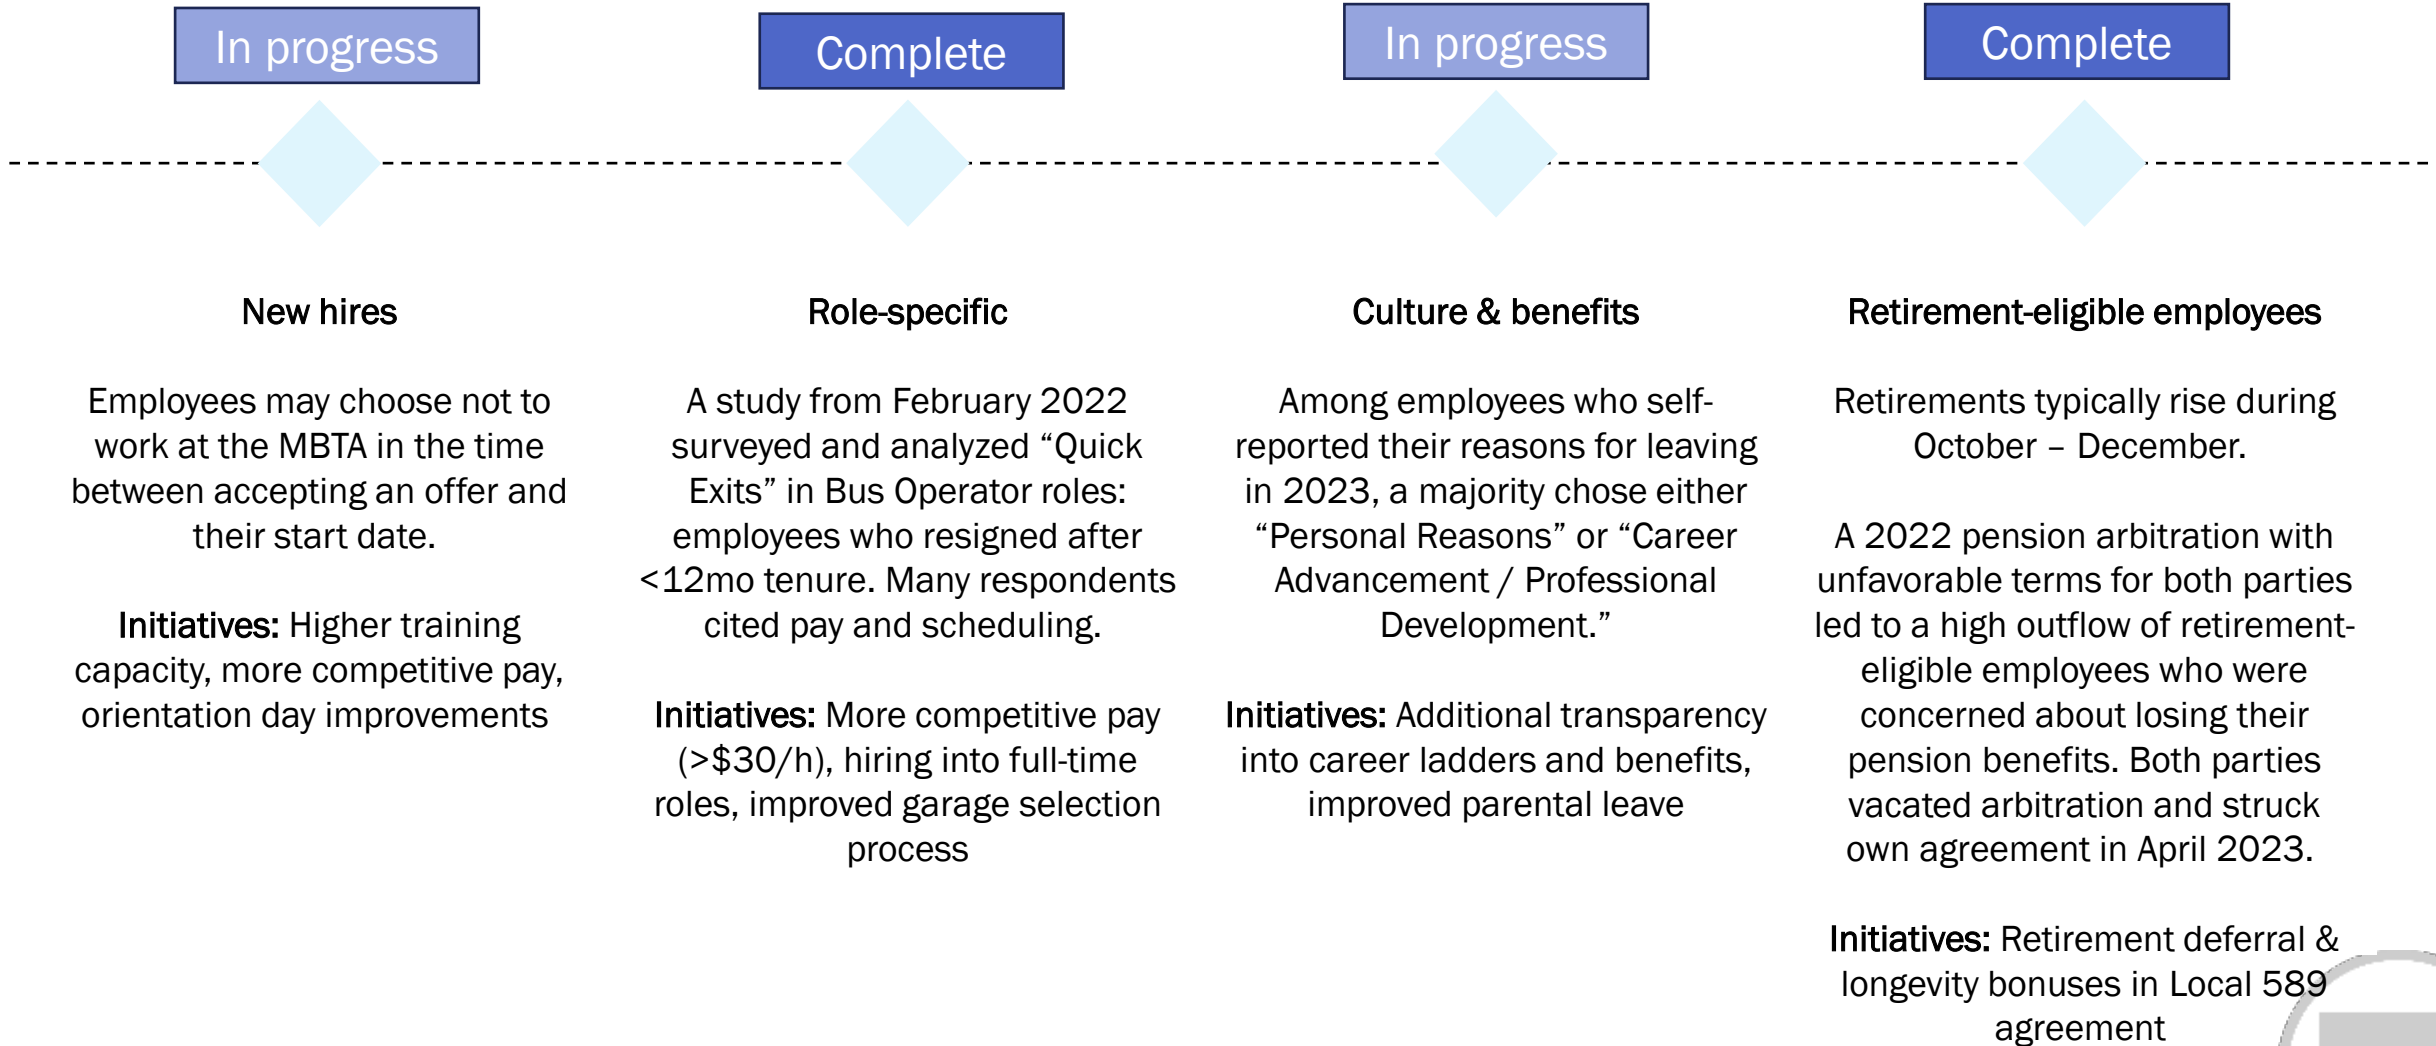 In progress
Complete
In progress
Complete
New hires
Employees may choose not to
work at the MBTA in the time
between accepting an offer and
their start date.
Initiatives: Higher training
capacity, more competitive pay,
orientation day improvements
Role-specific
A study from February 2022
surveyed and analyzed “Quick
Exits” in Bus Operator roles:
employees who resigned after
<12mo tenure. Many respondents
cited pay and scheduling.
Initiatives: More competitive pay
(>$30/h), hiring into full-time
roles, improved garage selection
process
Culture & benefits
Among employees who self-
reported their reasons for leaving
in 2023, a majority chose either
“Personal Reasons” or “Career
Advancement / Professional
Development.”
Initiatives: Additional transparency
into career ladders and benefits,
improved parental leave
Retirement-eligible employees
Retirements typically rise during
October – December.
A 2022 pension arbitration with
unfavorable terms for both parties
led to a high outflow of retirement-
eligible employees who were
concerned about losing their
pension benefits. Both parties
vacated arbitration and struck
own agreement in April 2023.
Initiatives: Retirement deferral &
longevity bonuses in Local 589
agreement